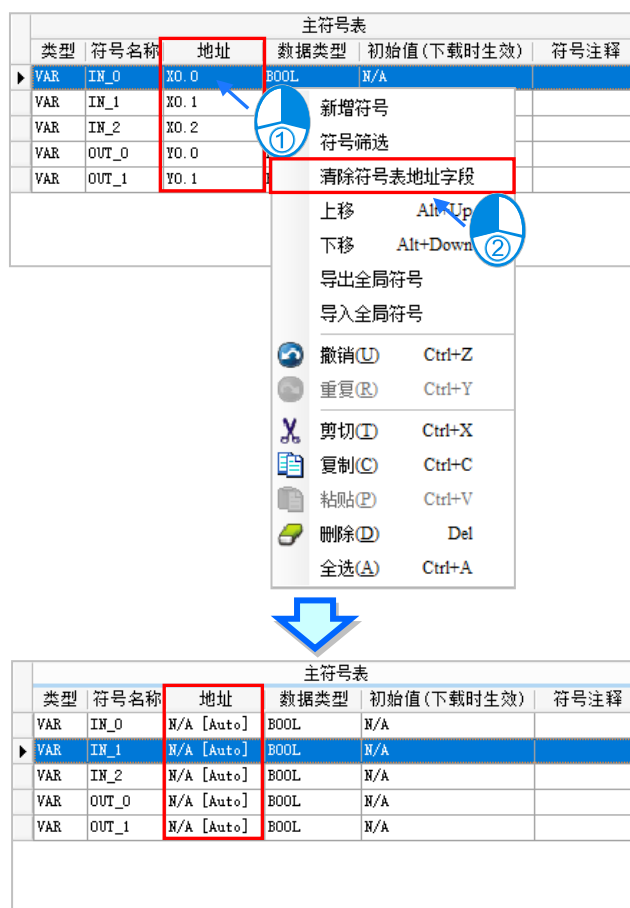 主符号表
类型 符号名称 地址 数据类型 初始值(下载时生效) 符号注释
VAR IN_0 X0.0 BOOL N/A
VAR IN_1 X0.1
VAR IN_2 X0.2
VAR OUT_0 Y0.0
VAR OUT_1 Y0.1
①
新增符号
符号筛选
清除符号表地址字段
上移 Alt+Up
下移 Alt+Down
②
导出全局符号
导入全局符号
撤销(U) Ctrl+Z
重复(R) Ctrl+Y
剪切(T) Ctrl+X
复制(C) Ctrl+C
粘贴(P) Ctrl+V
删除(D) Del
全选(A) Ctrl+A
主符号表
类型 符号名称 地址 数据类型 初始值(下载时生效) 符号注释
VAR IN_0 N/A [Auto] BOOL N/A
VAR IN_1 N/A [Auto] BOOL N/A
VAR IN_2 N/A [Auto] BOOL N/A
VAR OUT_0 N/A [Auto] BOOL N/A
VAR OUT_1 N/A [Auto] BOOL N/A